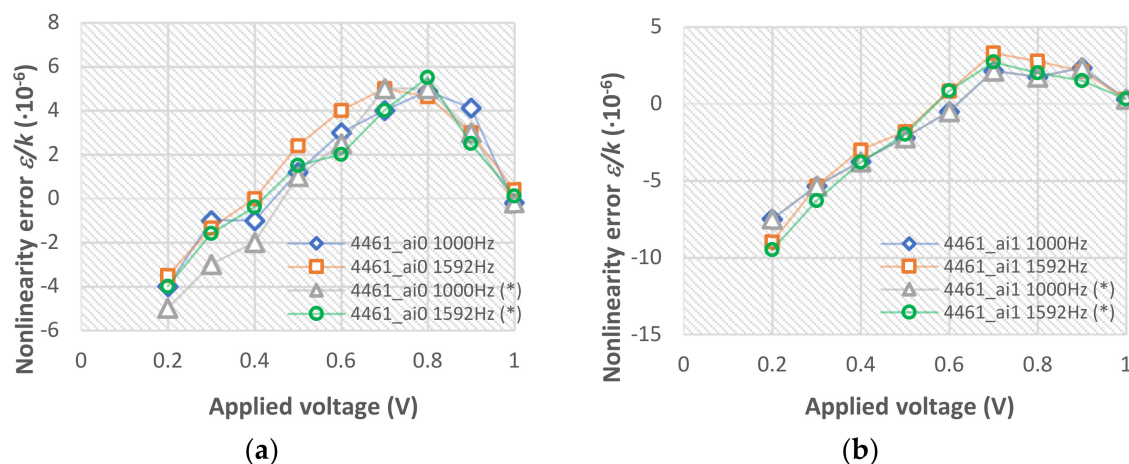 Nonlinearity error ε/k (·10⁻⁶)
8
6
4
2
0
-2
-4
-6
4461_ai0 1000Hz
4461_ai0 1592Hz
4461_ai0 1000Hz (*)
4461_ai0 1592Hz (*)
0 0.2 0.4 0.6 0.8 1
Applied voltage (V)
(a)
Nonlinearity error ε/k (·10⁻⁶)
5
0
-5
-10
-15
4461_ai1 1000Hz
4461_ai1 1592Hz
4461_ai1 1000Hz (*)
4461_ai1 1592Hz (*)
0 0.2 0.4 0.6 0.8 1
Applied voltage (V)
(b)